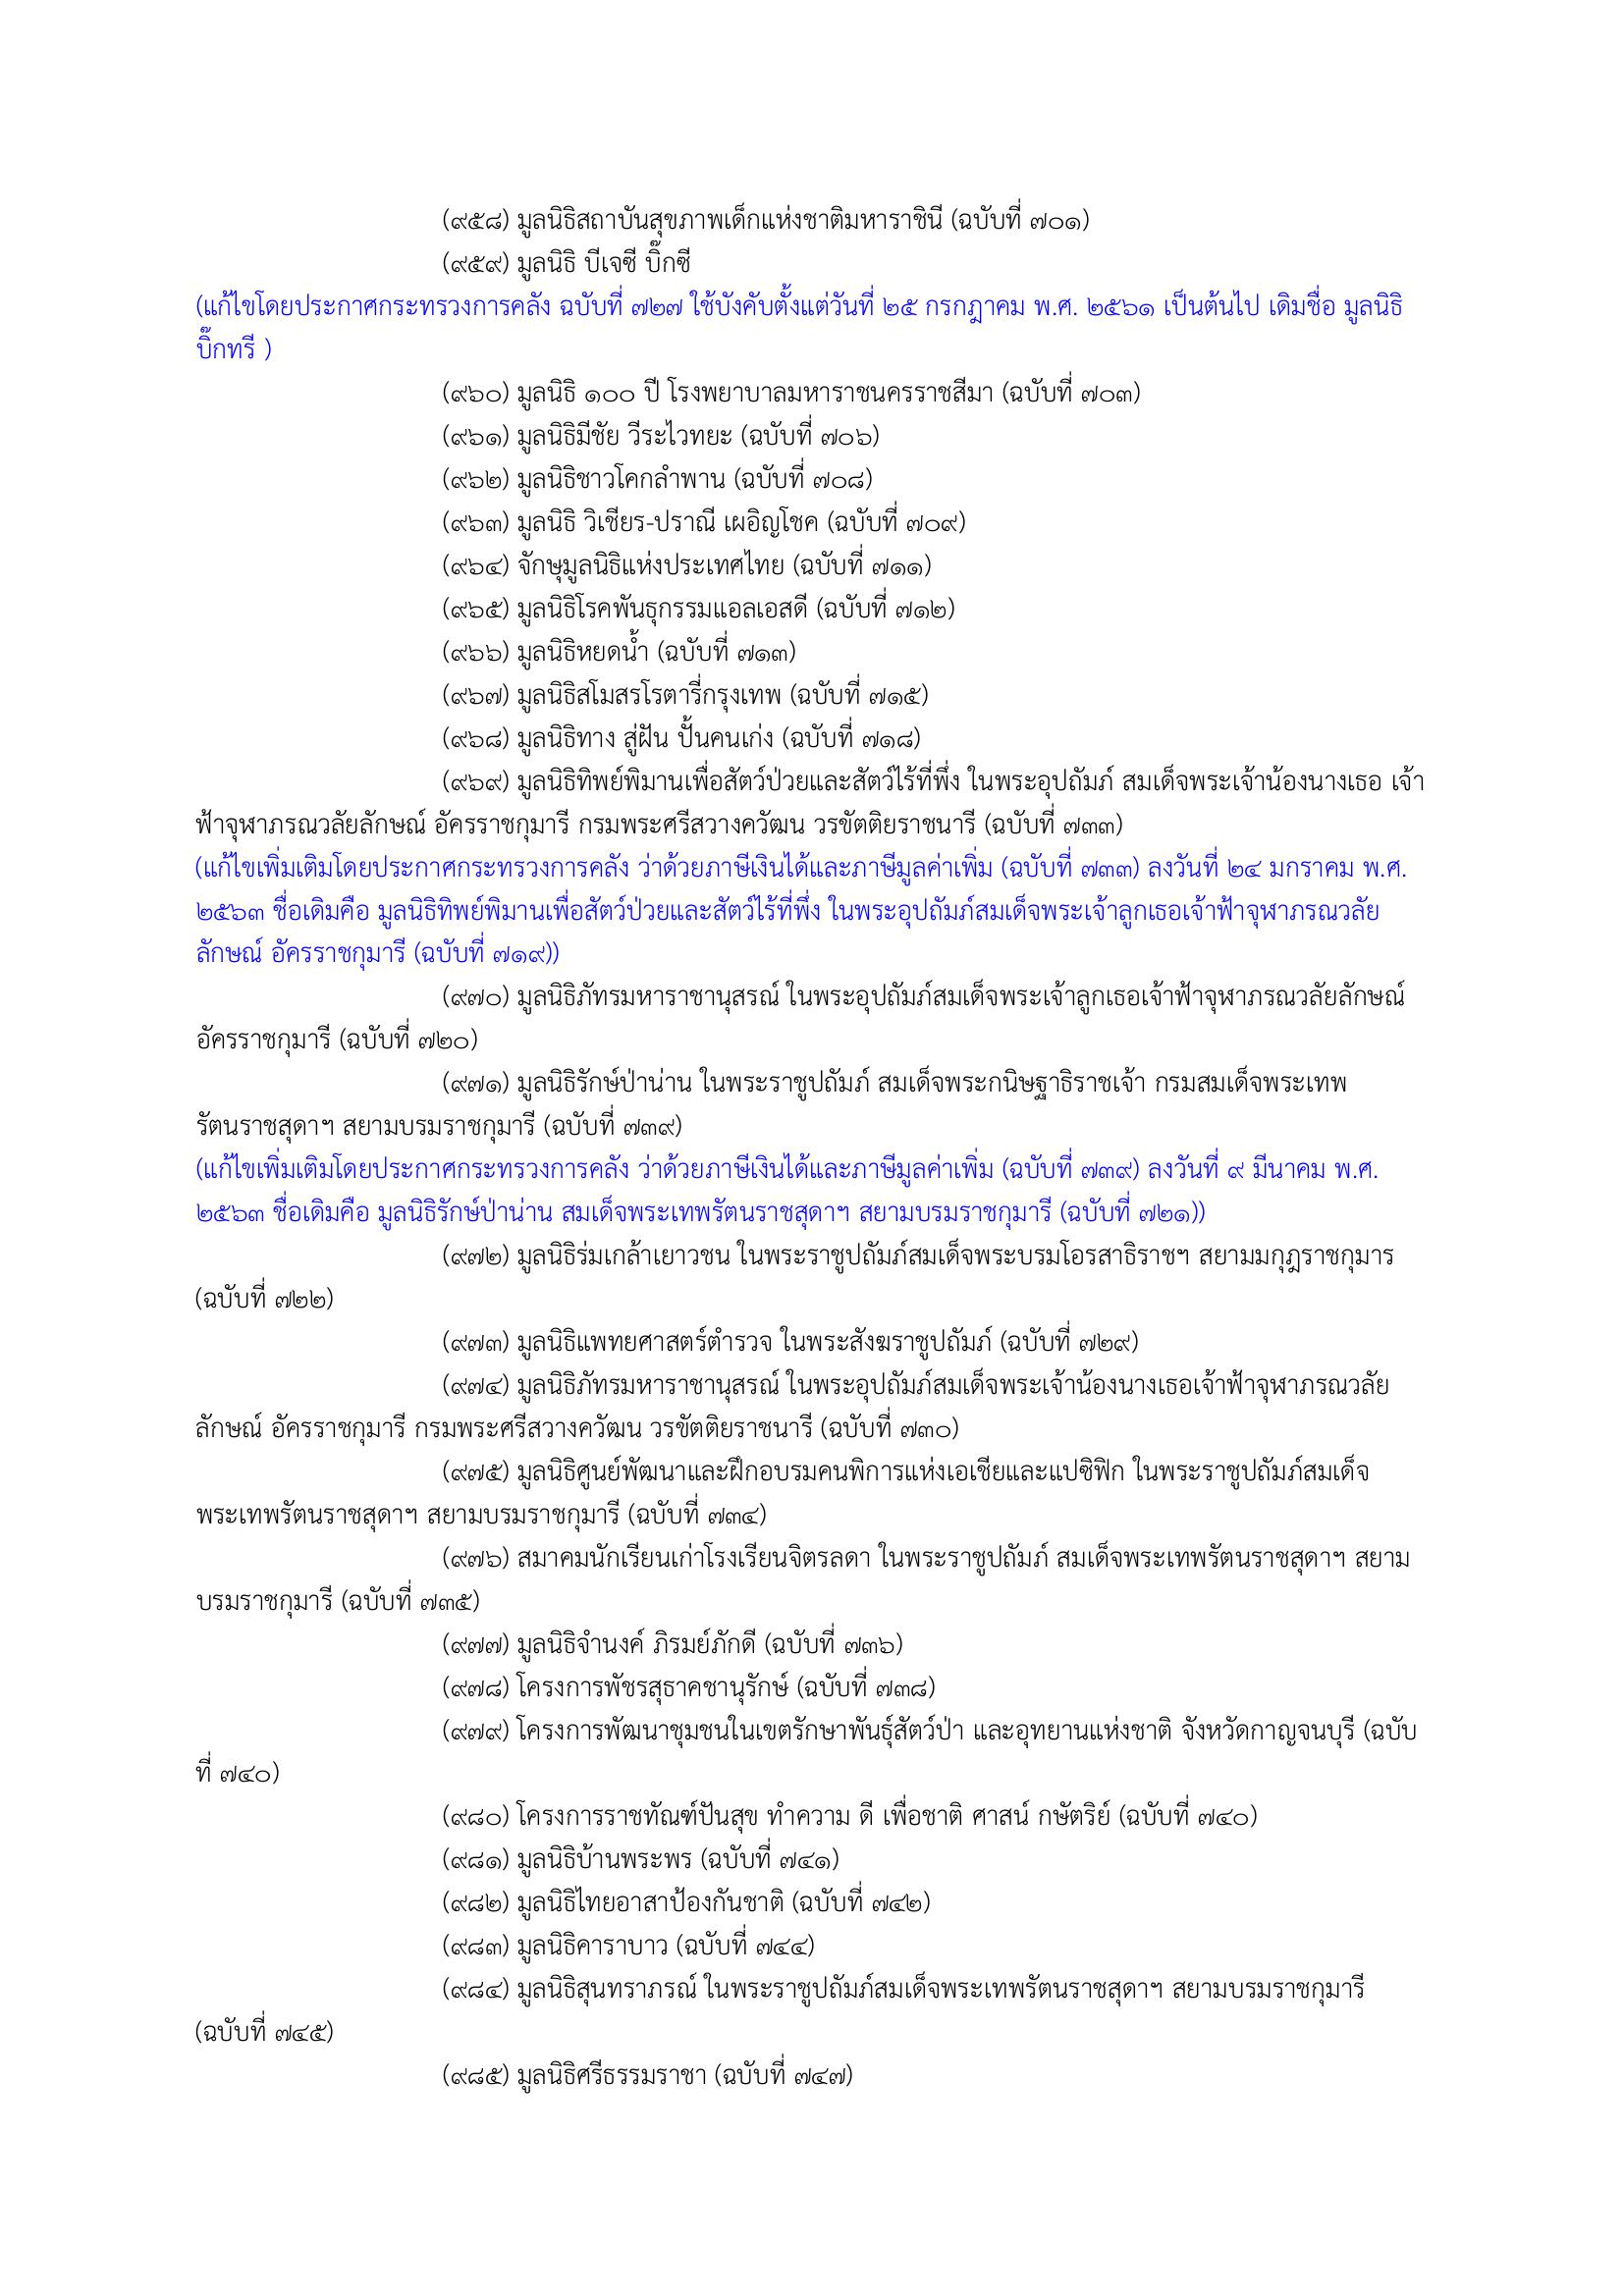 (๙๕๘) มูลนิธิสถาบันสุขภาพเด็กแห่งชาติมหาราชินี (ฉบับที่ ๗๐๑)
(๙๕๙) มูลนิธิ บีเจซี บิ๊กซี
(แก้ไขโดยประกาศกระทรวงการคลัง ฉบับที่ ๗๒๗ ใช้บังคับตั้งแต่วันที่ ๒๕ กรกฎาคม พ.ศ. ๒๕๖๑ เป็นต้นไป เดิมชื่อ มูลนิธิ
บิ๊กทรี )
(๙๖๐) มูลนิธิ ๑๐๐ ปี โรงพยาบาลมหาราชนครราชสีมา (ฉบับที่ ๗๐๓)
(๙๖๑) มูลนิธิมีชัย วีระไวทยะ (ฉบับที่ ๗๐๖)
(๙๖๒) มูลนิธิชาวโคกลำพาน (ฉบับที่ ๗๐๘)
(๙๖๓) มูลนิธิ วิเชียร-ปราณี เผอิญโชค (ฉบับที่ ๗๐๙)
(๙๖๔) จักษุมูลนิธิแห่งประเทศไทย (ฉบับที่ ๗๑๑)
(๙๖๕) มูลนิธิโรคพันธุกรรมแอลเอสดี (ฉบับที่ ๗๑๒)
(๙๖๖) มูลนิธิหยดน้ำ (ฉบับที่ ๗๑๓)
(๙๖๗) มูลนิธิสโมสรโรตารี่กรุงเทพ (ฉบับที่ ๗๑๕)
(๙๖๘) มูลนิธิทาง สู่ฝัน ปั้นคนเก่ง (ฉบับที่ ๗๑๘)
(๙๖๙) มูลนิธิทิพย์พิมานเพื่อสัตว์ป่วยและสัตว์ไร้ที่พึ่ง ในพระอุปถัมภ์ สมเด็จพระเจ้าน้องนางเธอ เจ้า
ฟ้าจุฬาภรณวลัยลักษณ์ อัครราชกุมารี กรมพระศรีสวางควัฒน วรขัตติยราชนารี (ฉบับที่ ๗๓๓)
(แก้ไขเพิ่มเติมโดยประกาศกระทรวงการคลัง ว่าด้วยภาษีเงินได้และภาษีมูลค่าเพิ่ม (ฉบับที่ ๗๓๓) ลงวันที่ ๒๔ มกราคม พ.ศ.
๒๕๖๓ ชื่อเดิมคือ มูลนิธิทิพย์พิมานเพื่อสัตว์ป่วยและสัตว์ไร้ที่พึ่ง ในพระอุปถัมภ์สมเด็จพระเจ้าลูกเธอเจ้าฟ้าจุฬาภรณวลัย
ลักษณ์ อัครราชกุมารี (ฉบับที่ ๗๑๙))
(๙๗๐) มูลนิธิภัทรมหาราชานุสรณ์ ในพระอุปถัมภ์สมเด็จพระเจ้าลูกเธอเจ้าฟ้าจุฬาภรณวลัยลักษณ์
อัครราชกุมารี (ฉบับที่ ๗๒๐)
(๙๗๑) มูลนิธิรักษ์ป่าน่าน ในพระราชูปถัมภ์ สมเด็จพระกนิษฐาธิราชเจ้า กรมสมเด็จพระเทพ
รัตนราชสุดาฯ สยามบรมราชกุมารี (ฉบับที่ ๗๓๙)
(แก้ไขเพิ่มเติมโดยประกาศกระทรวงการคลัง ว่าด้วยภาษีเงินได้และภาษีมูลค่าเพิ่ม (ฉบับที่ ๗๓๙) ลงวันที่ ๙ มีนาคม พ.ศ.
๒๕๖๓ ชื่อเดิมคือ มูลนิธิรักษ์ป่าน่าน สมเด็จพระเทพรัตนราชสุดาฯ สยามบรมราชกุมารี (ฉบับที่ ๗๒๑))
(๙๗๒) มูลนิธิร่มเกล้าเยาวชน ในพระราชูปถัมภ์สมเด็จพระบรมโอรสาธิราชฯ สยามมกุฎราชกุมาร
(ฉบับที่ ๗๒๒)
(๙๗๓) มูลนิธิแพทยศาสตร์ตำรวจ ในพระสังฆราชูปถัมภ์ (ฉบับที่ ๗๒๙)
(๙๗๔) มูลนิธิภัทรมหาราชานุสรณ์ ในพระอุปถัมภ์สมเด็จพระเจ้าน้องนางเธอเจ้าฟ้าจุฬาภรณวลัย
ลักษณ์ อัครราชกุมารี กรมพระศรีสวางควัฒน วรขัตติยราชนารี (ฉบับที่ ๗๓๐)
(๙๗๕) มูลนิธิศูนย์พัฒนาและฝึกอบรมคนพิการแห่งเอเชียและแปซิฟิก ในพระราชูปถัมภ์สมเด็จ
พระเทพรัตนราชสุดาฯ สยามบรมราชกุมารี (ฉบับที่ ๗๓๔)
(๙๗๖) สมาคมนักเรียนเก่าโรงเรียนจิตรลดา ในพระราชูปถัมภ์ สมเด็จพระเทพรัตนราชสุดาฯ สยาม
บรมราชกุมารี (ฉบับที่ ๗๓๕)
(๙๗๗) มูลนิธิจำนงค์ ภิรมย์ภักดี (ฉบับที่ ๗๓๖)
(๙๗๘) โครงการพัชรสุธาคชานุรักษ์ (ฉบับที่ ๗๓๘)
(๙๗๙) โครงการพัฒนาชุมชนในเขตรักษาพันธุ์สัตว์ป่า และอุทยานแห่งชาติ จังหวัดกาญจนบุรี (ฉบับ
ที่ ๗๔๐)
(๙๘๐) โครงการราชทัณฑ์ปันสุข ทำความ ดี เพื่อชาติ ศาสน์ กษัตริย์ (ฉบับที่ ๗๔๐)
(๙๘๑) มูลนิธิบ้านพระพร (ฉบับที่ ๗๔๑)
(๙๘๒) มูลนิธิไทยอาสาป้องกันชาติ (ฉบับที่ ๗๔๒)
(๙๘๓) มูลนิธิคาราบาว (ฉบับที่ ๗๔๔)
(๙๘๔) มูลนิธิสุนทราภรณ์ ในพระราชูปถัมภ์สมเด็จพระเทพรัตนราชสุดาฯ สยามบรมราชกุมารี
(ฉบับที่ ๗๔๕)
(๙๘๕) มูลนิธิศรีธรรมราชา (ฉบับที่ ๗๔๗)